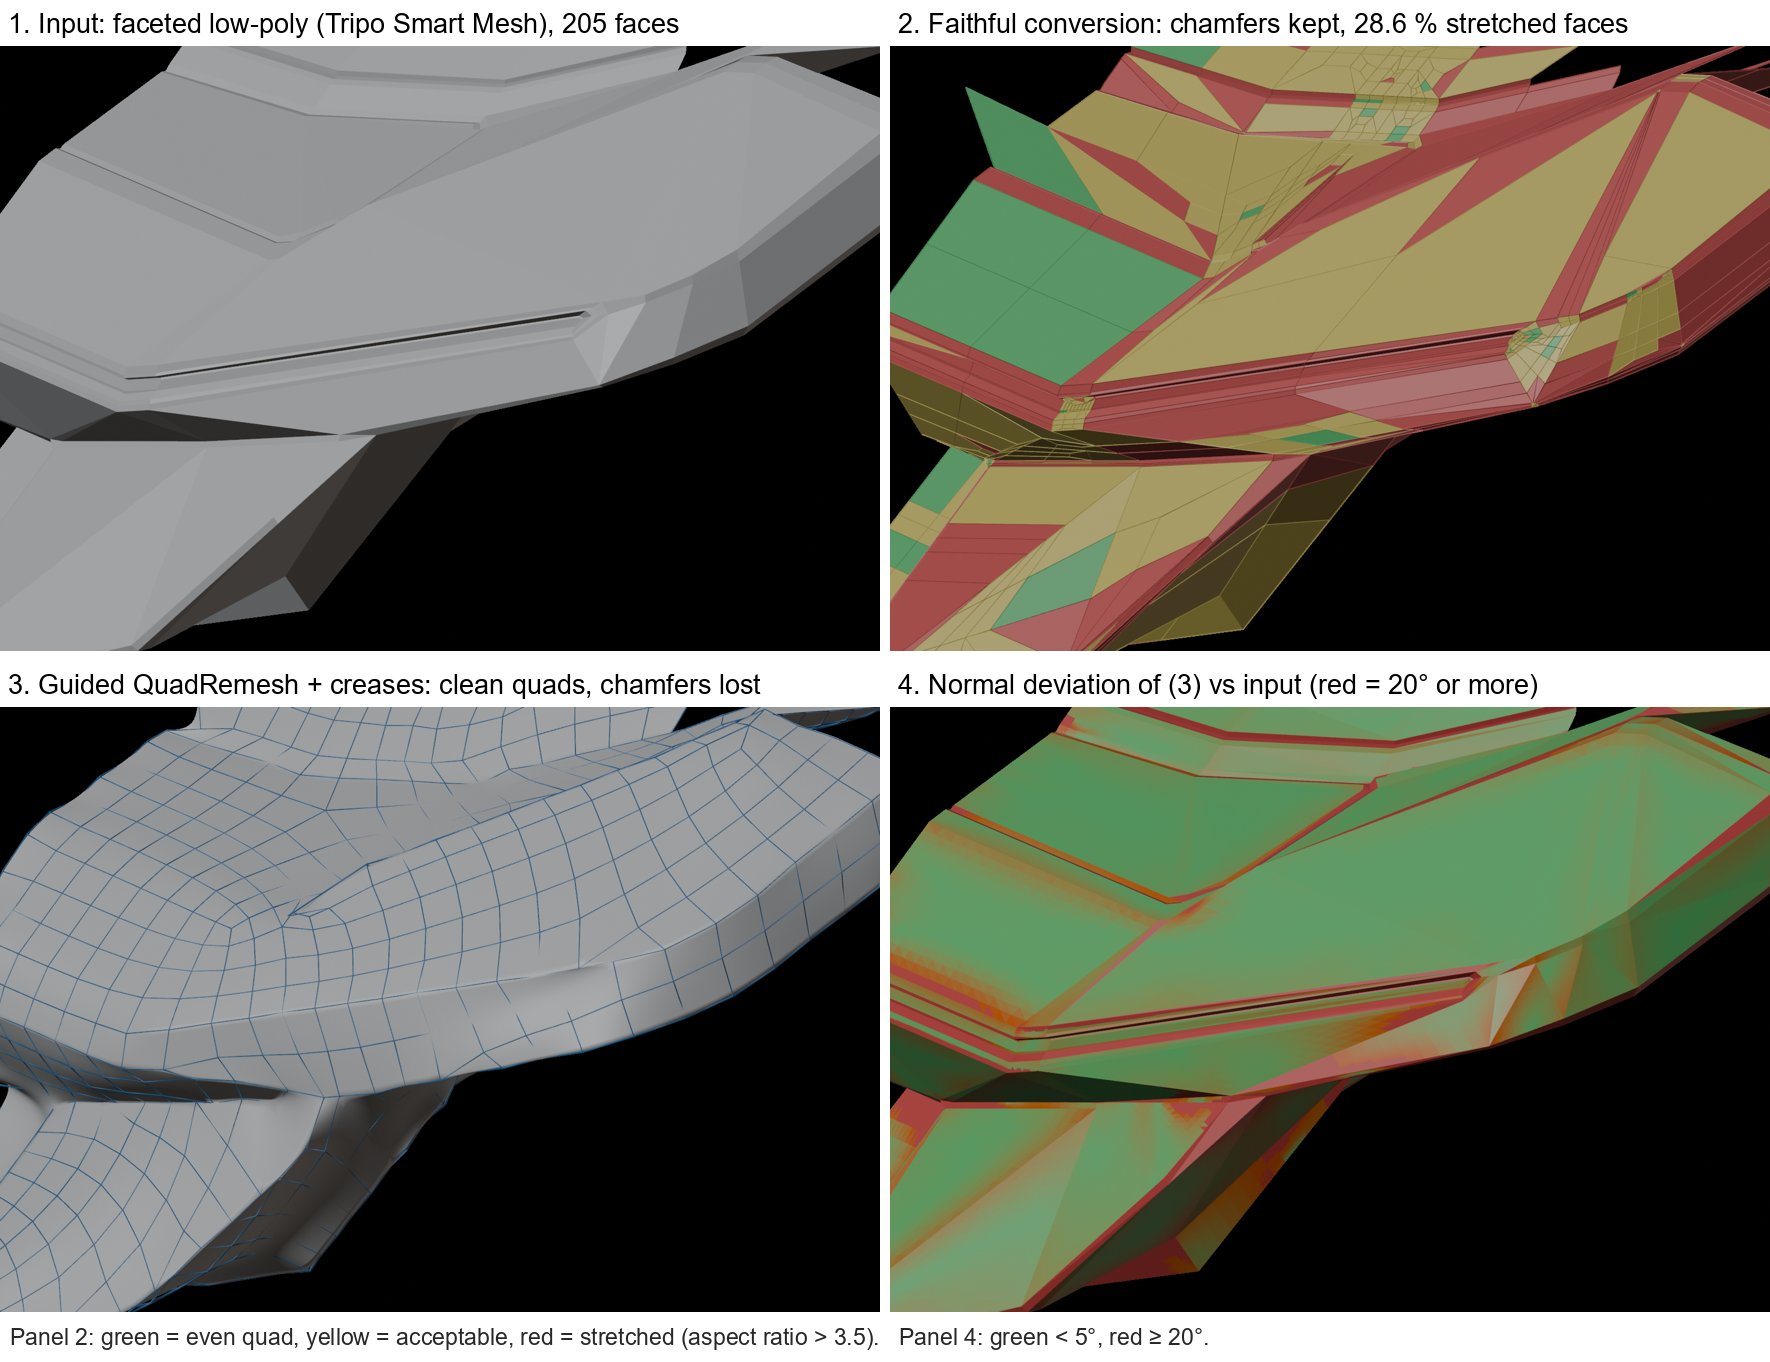 1. Input: faceted low-poly (Tripo Smart Mesh), 205 faces
2. Faithful conversion: chamfers kept, 28.6 % stretched faces
3. Guided QuadRemesh + creases: clean quads, chamfers lost
4. Normal deviation of (3) vs input (red = 20° or more)
Panel 2: green = even quad, yellow = acceptable, red = stretched (aspect ratio > 3.5).
Panel 4: green < 5°, red ≥ 20°.